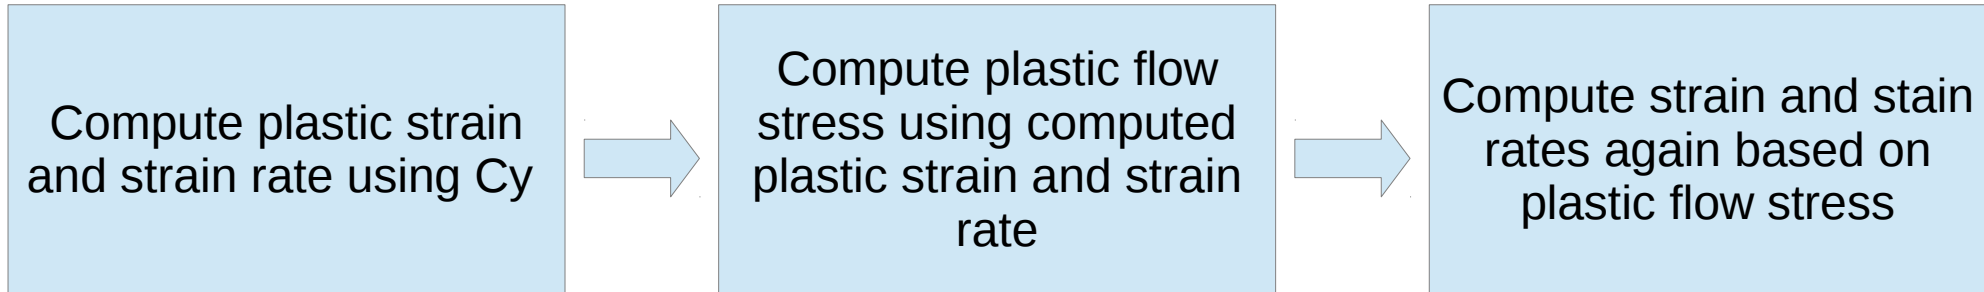 Compute plastic strain
and strain rate using Cy
Compute plastic flow
stress using computed
plastic strain and strain
rate
Compute strain and stain
rates again based on
plastic flow stress